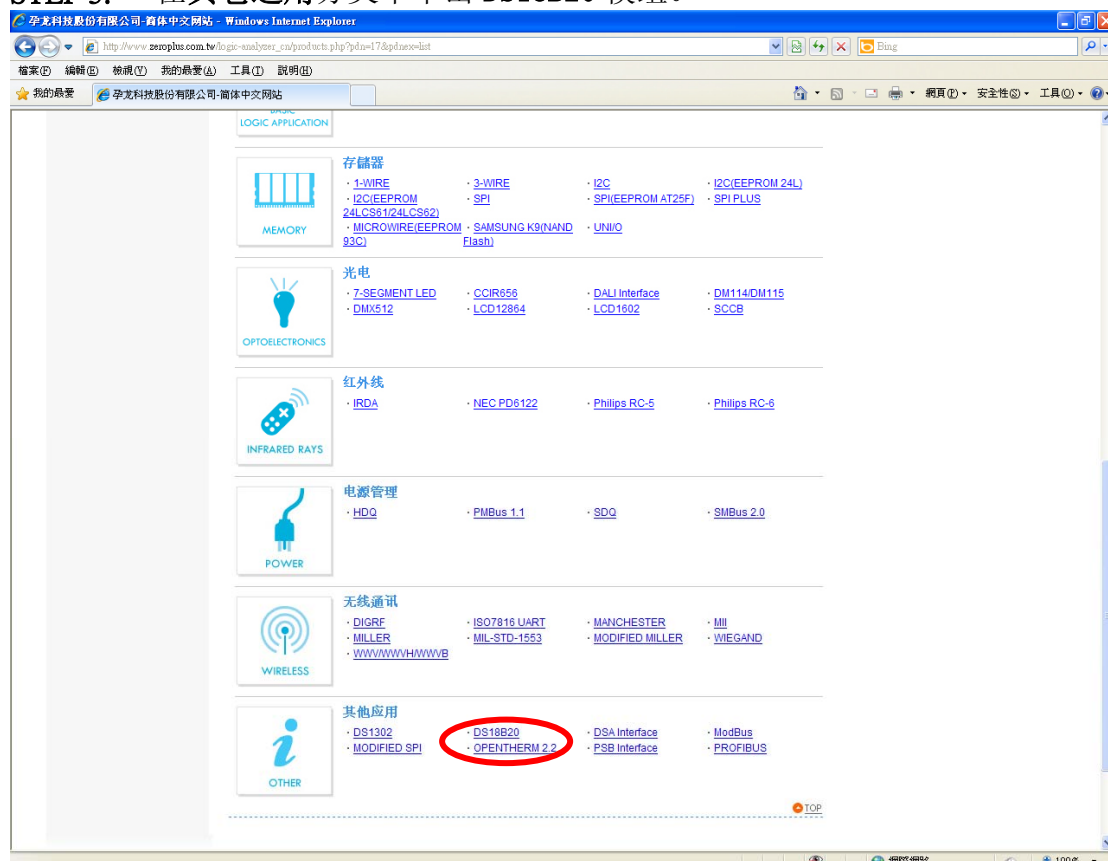 孕龙科技股份有限公司-简体中文网站 - Windows Internet Explorer
http://www.zeroplus.com.tw/logic-analyzer_cn/products.php?pdn=17&pdnex=list
Bing
檔案(F) 編輯(E) 檢視(V) 我的最愛(A) 工具(T) 說明(H)
我的最愛 孕龙科技股份有限公司-简体中文网站 網頁(P) 安全性(S) 工具(O)
LOGIC APPLICATION
存儲器
· 1-WIRE · 3-WIRE · I2C · I2C(EEPROM 24L)
· I2C(EEPROM 24LCS61/24LCS62) · SPI · SPI(EEPROM AT25F) · SPI PLUS
· MICROWIRE(EEPROM 93C) · SAMSUNG K9(NAND Flash) · UNI/O
MEMORY
光电
· 7-SEGMENT LED · CCIR656 · DALI Interface · DM114/DM115
· DMX512 · LCD12864 · LCD1602 · SCCB
OPTOELECTRONICS
红外线
· IRDA · NEC PD6122 · Philips RC-5 · Philips RC-6
INFRARED RAYS
电源管理
· HDQ · PMBus 1.1 · SDQ · SMBus 2.0
POWER
无线通讯
· DIGRF · ISO7816 UART · MANCHESTER · MII
· MILLER · MIL-STD-1553 · MODIFIED MILLER · WIEGAND
· WWV/WWVH/WWVB
WIRELESS
其他应用
· DS1302 · DS18B20 · DSA Interface · ModBus
· MODIFIED SPI · OPENTHERM 2.2 · PSB Interface · PROFIBUS
OTHER
TOP